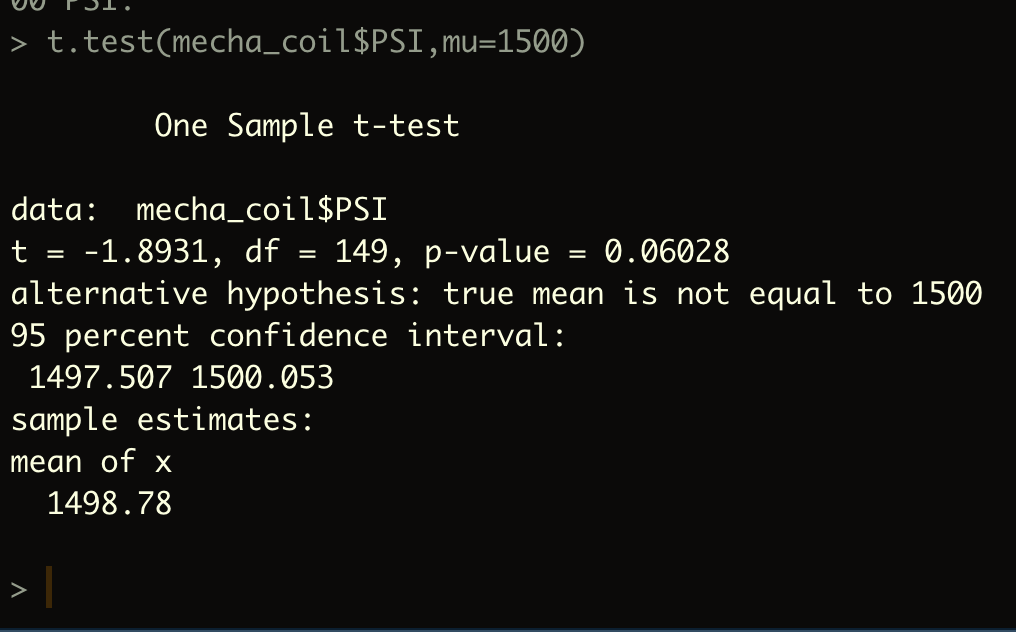 00 PSI.
> t.test(mecha_coil$PSI,mu=1500)
One Sample t-test
data:  mecha_coil$PSI
t = -1.8931, df = 149, p-value = 0.06028
alternative hypothesis: true mean is not equal to 1500
95 percent confidence interval:
 1497.507 1500.053
sample estimates:
mean of x
  1498.78
>